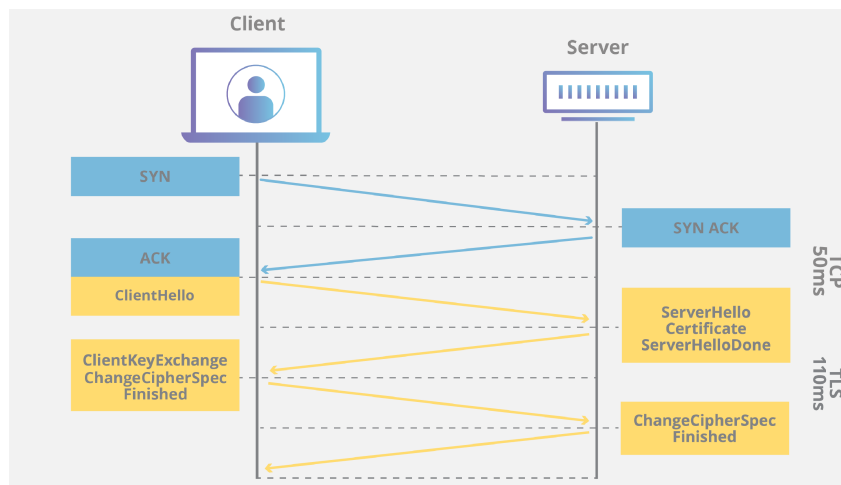 Client
Server
SYN
SYN ACK
ACK
ClientHello
TCP
50ms
ServerHello
Certificate
ServerHelloDone
ClientKeyExchange
ChangeCipherSpec
Finished
TLS
110ms
ChangeCipherSpec
Finished